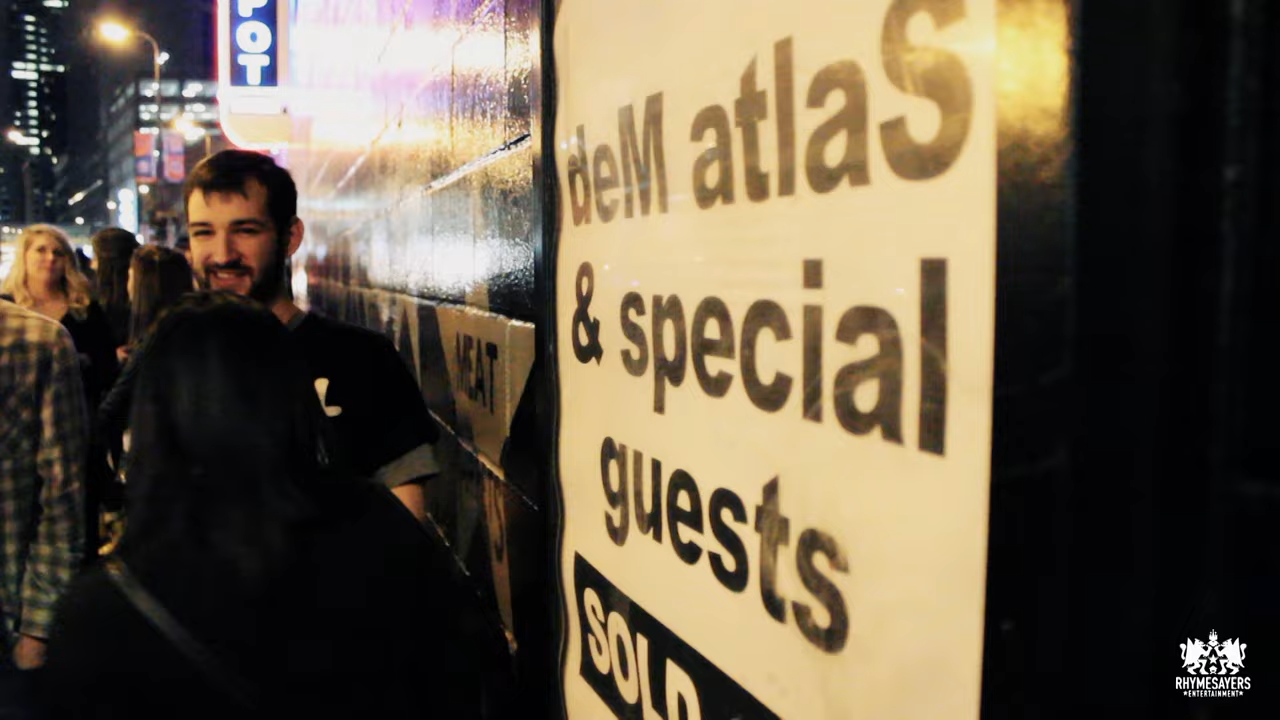 POT
deM atlaS
& special
guests
SOLD
MEAT
RHYMESAYERS
ENTERTAINMENT